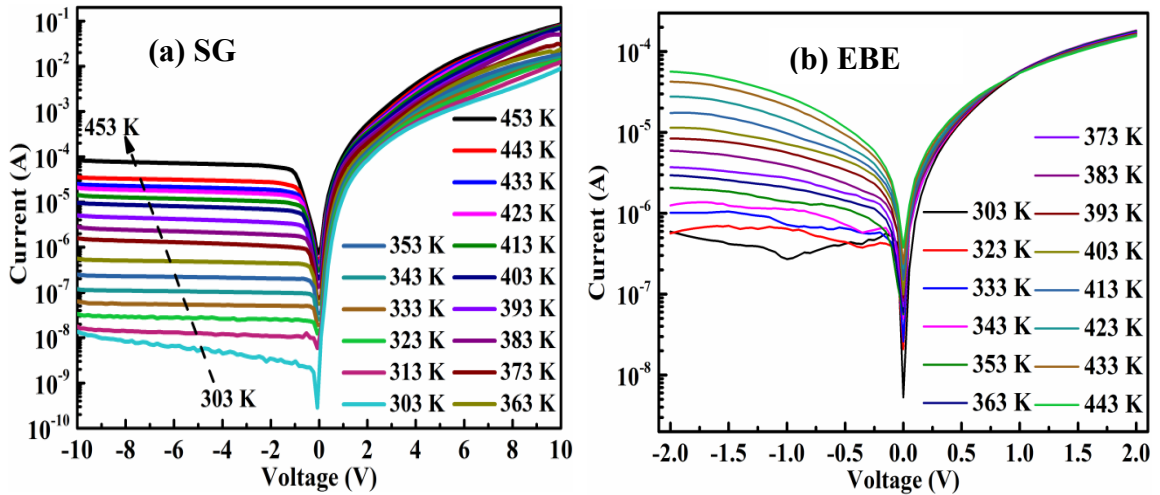 (a) SG
Current (A)
10⁻¹
10⁻²
10⁻³
10⁻⁴
10⁻⁵
10⁻⁶
10⁻⁷
10⁻⁸
10⁻⁹
10⁻¹⁰
453 K
303 K
353 K
343 K
333 K
323 K
313 K
303 K
453 K
443 K
433 K
423 K
413 K
403 K
393 K
383 K
373 K
363 K
-10 -8 -6 -4 -2 0 2 4 6 8 10
Voltage (V)
(b) EBE
Current (A)
10⁻⁴
10⁻⁵
10⁻⁶
10⁻⁷
10⁻⁸
303 K
323 K
333 K
343 K
353 K
363 K
373 K
383 K
393 K
403 K
413 K
423 K
433 K
443 K
-2.0 -1.5 -1.0 -0.5 0.0 0.5 1.0 1.5 2.0
Voltage (V)